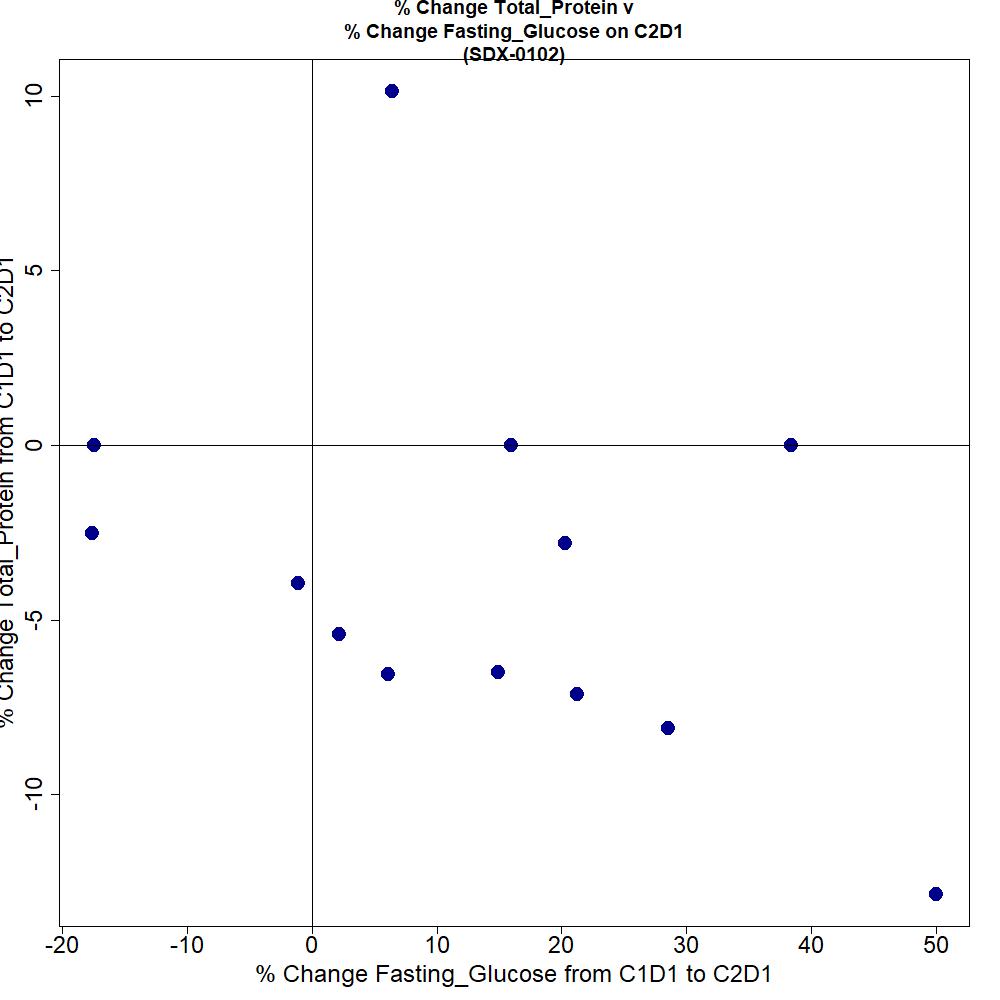 % Change Total_Protein v
% Change Fasting_Glucose on C2D1
(SDX-0102)
% Change Total_Protein from C1D1 to C2D1
10
5
0
-5
-10
-20 -10 0 10 20 30 40 50
% Change Fasting_Glucose from C1D1 to C2D1